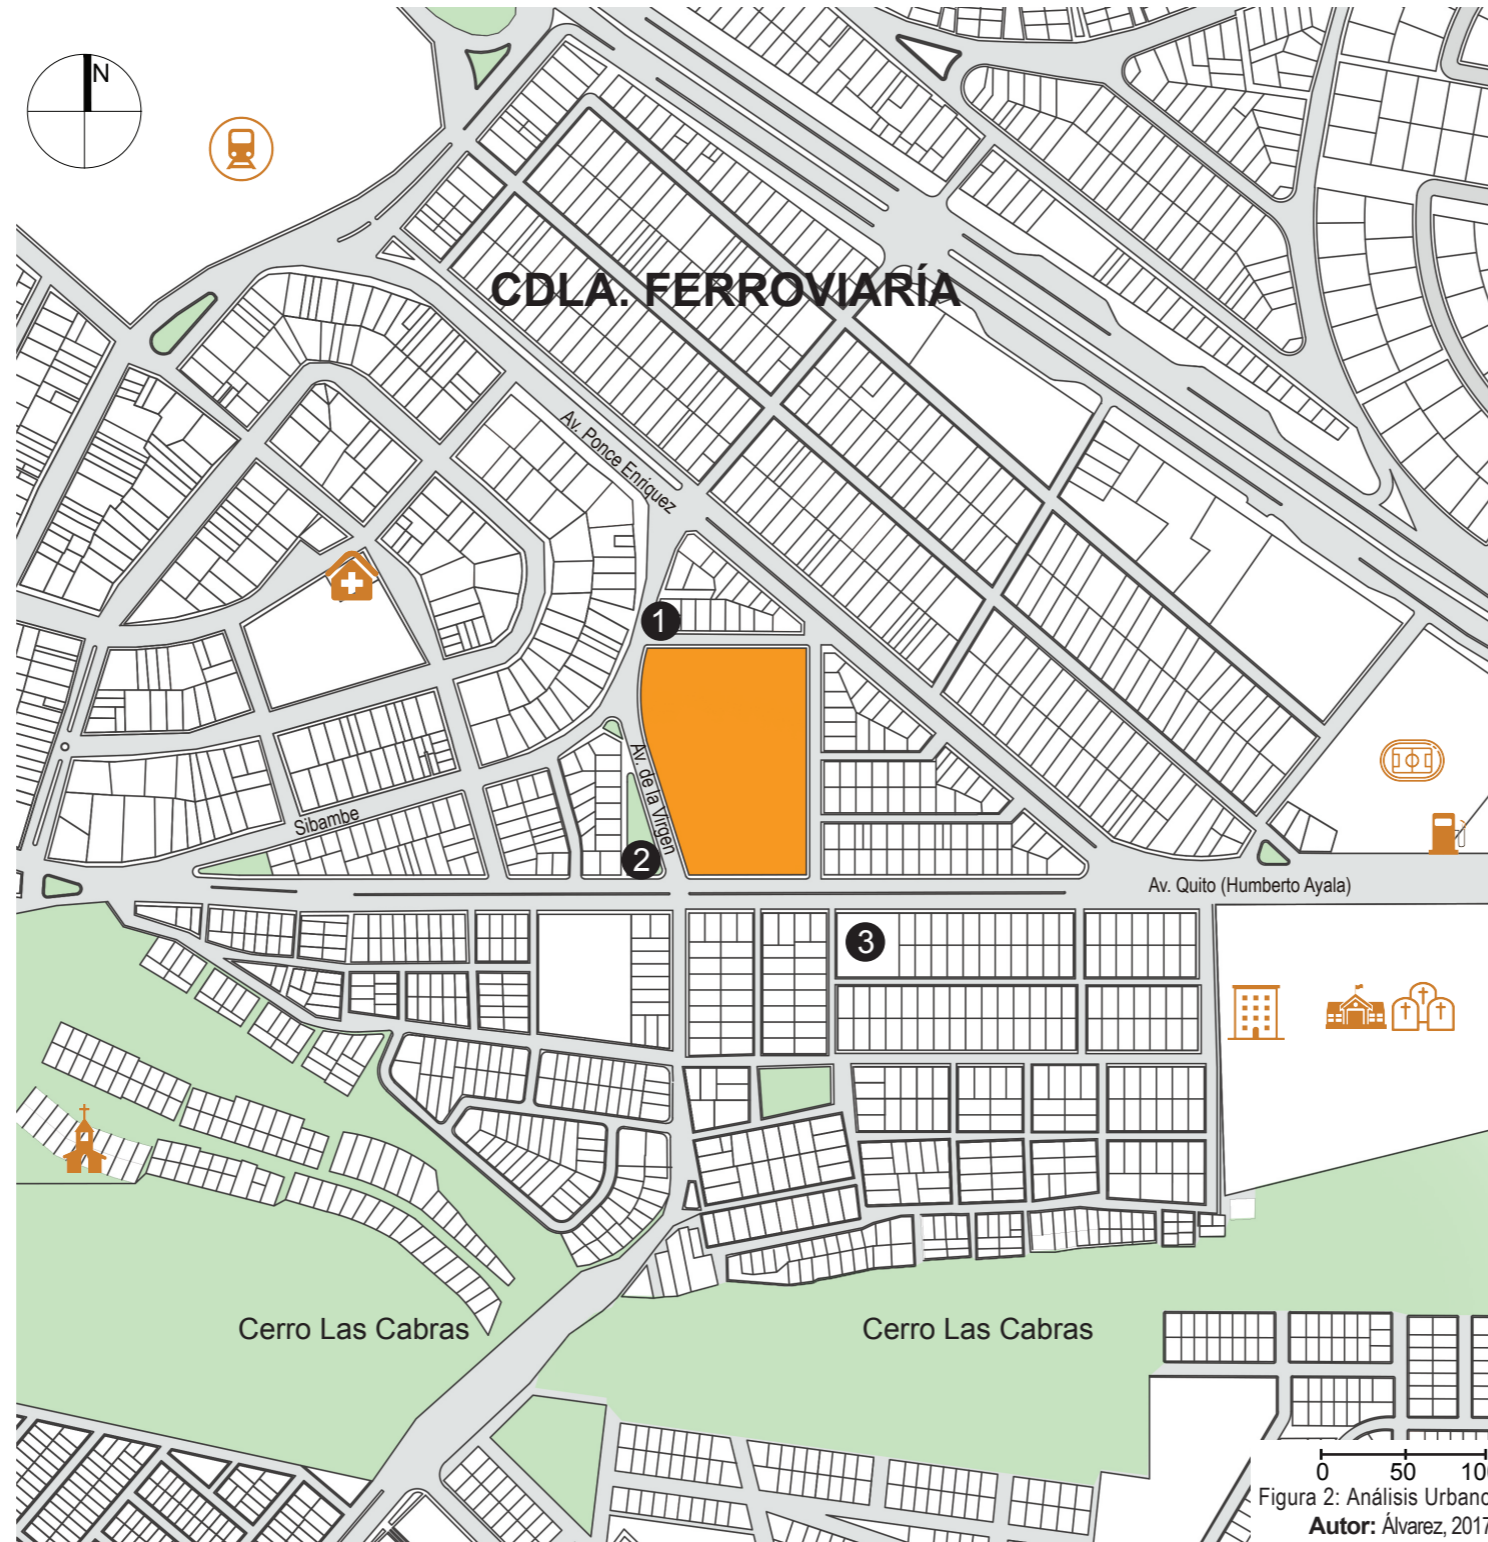 N
CDLA. FERROVIARÍA
Av. Ponce Enríquez
1
Av. de la Virgen
Sibambe
2
Av. Quito (Humberto Ayala)
3
Cerro Las Cabras
Cerro Las Cabras
0 50 10
Figura 2: Análisis Urbano
Autor: Álvarez, 2017